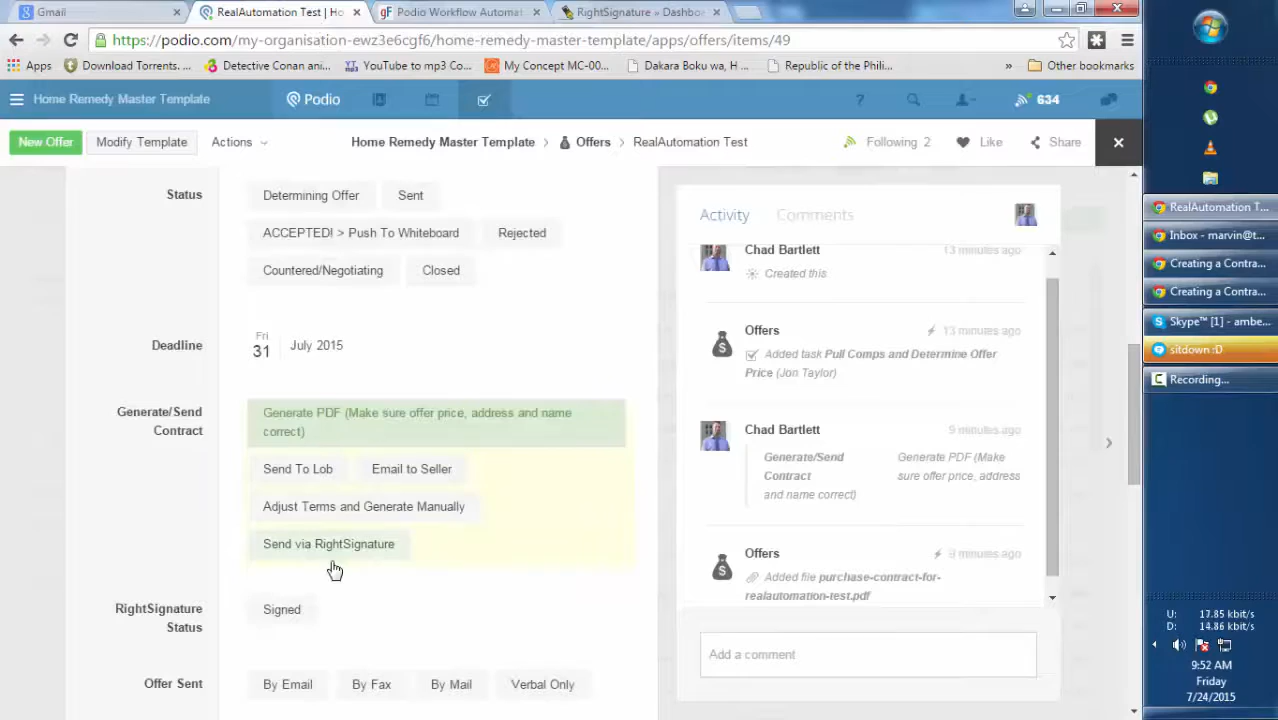 Gmail
RealAutomation Test | H
Podio Workflow Automat
RightSignature » Dashbo
https://podio.com/my-organisation-ewz1e6cgf6/home-remedy-master-template/apps/offers/items/49
Apps
Download Torrents. ...
Detective Conan ani...
YouTube to mp3 Co...
My Concept MC-00...
Dakara Boku wa, H ...
Republic of the Phili...
»
Other bookmarks
Home Remedy Master Template
Podio
?
634
New Offer
Modify Template
Actions
Home Remedy Master Template
Offers
RealAutomation Test
Following 2
Like
Share
Status
Determining Offer
Sent
ACCEPTED! > Push To Whiteboard
Rejected
Countered/Negotiating
Closed
Deadline
Fri
31
July 2015
Generate/Send
Contract
Generate PDF (Make sure offer price, address and name
correct)
Send To Lob
Email to Seller
Adjust Terms and Generate Manually
Send via RightSignature
RightSignature
Status
Signed
Offer Sent
By Email
By Fax
By Mail
Verbal Only
Activity
Comments
Chad Bartlett
13 minutes ago
Created this
Offers
13 minutes ago
Added task Pull Comps and Determine Offer
Price (Jon Taylor)
Chad Bartlett
9 minutes ago
Generate/Send
Contract
Generate PDF (Make
sure offer price, address
and name correct)
Offers
9 minutes ago
Added file purchase-contract-for-
realautomation-test.pdf
Add a comment
RealAutomation T...
Inbox - marvin@t...
Creating a Contra...
Creating a Contra...
Skype™ [1] - ambe...
sitdown :D
Recording...
U: 17.85 kbit/s
D: 14.86 kbit/s
9:52 AM
Friday
7/24/2015